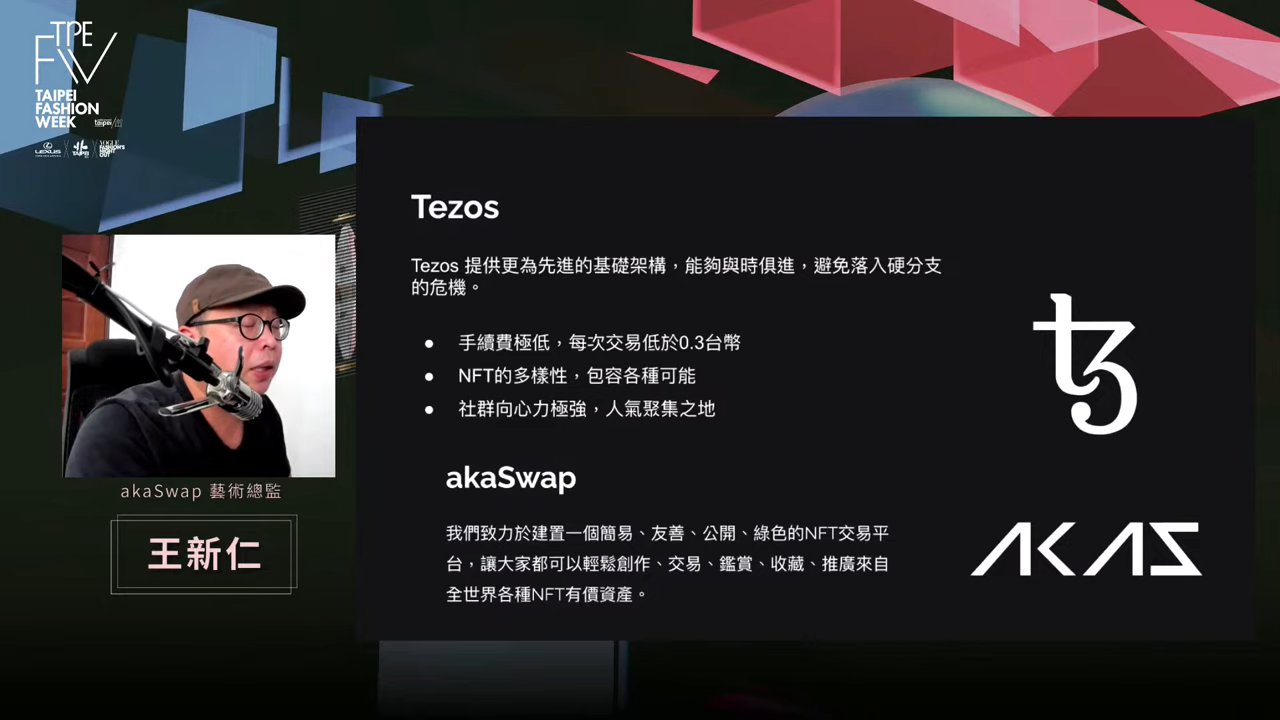 TPE
FW
TAIPEI
FASHION
WEEK
taipei
LEXUS
TAIPEI
VOGUE
FASHION'S
NIGHT
OUT
Tezos
Tezos 提供更為先進的基礎架構，能夠與時俱進，避免落入硬分支
的危機。
● 手續費極低，每次交易低於0.3台幣
● NFT的多樣性，包容各種可能
● 社群向心力極強，人氣聚集之地
akaSwap
我們致力於建置一個簡易、友善、公開、綠色的NFT交易平
台，讓大家都可以輕鬆創作、交易、鑑賞、收藏、推廣來自
全世界各種NFT有價資產。
AKAS
akaSwap 藝術總監
王新仁